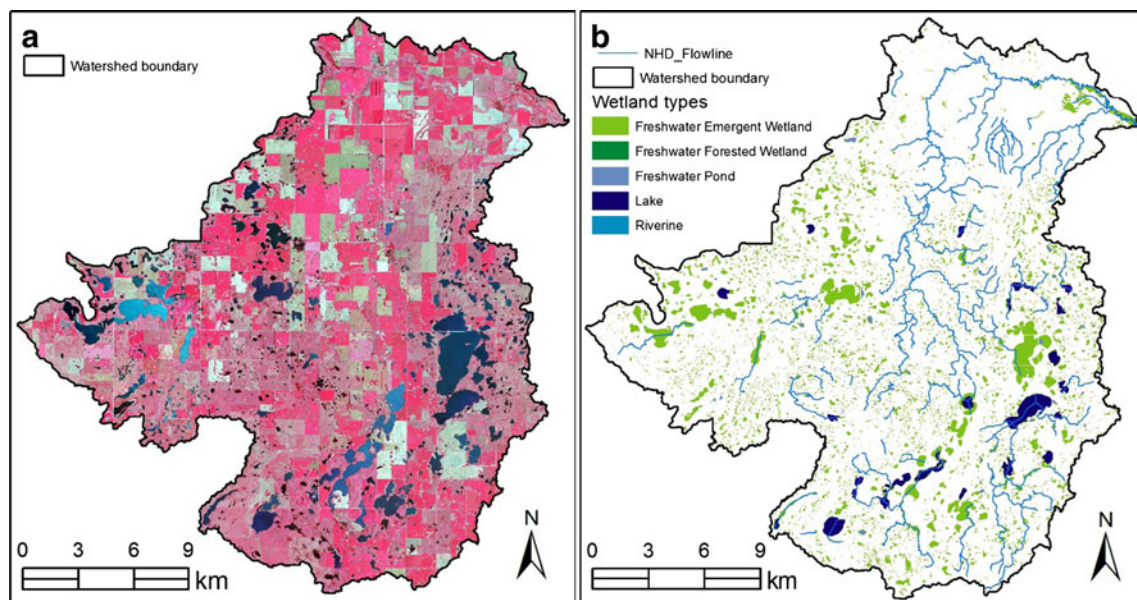 a
Watershed boundary
0 3 6 9
km
N
b
NHD_Flowline
Watershed boundary
Wetland types
Freshwater Emergent Wetland
Freshwater Forested Wetland
Freshwater Pond
Lake
Riverine
0 3 6 9
km
N